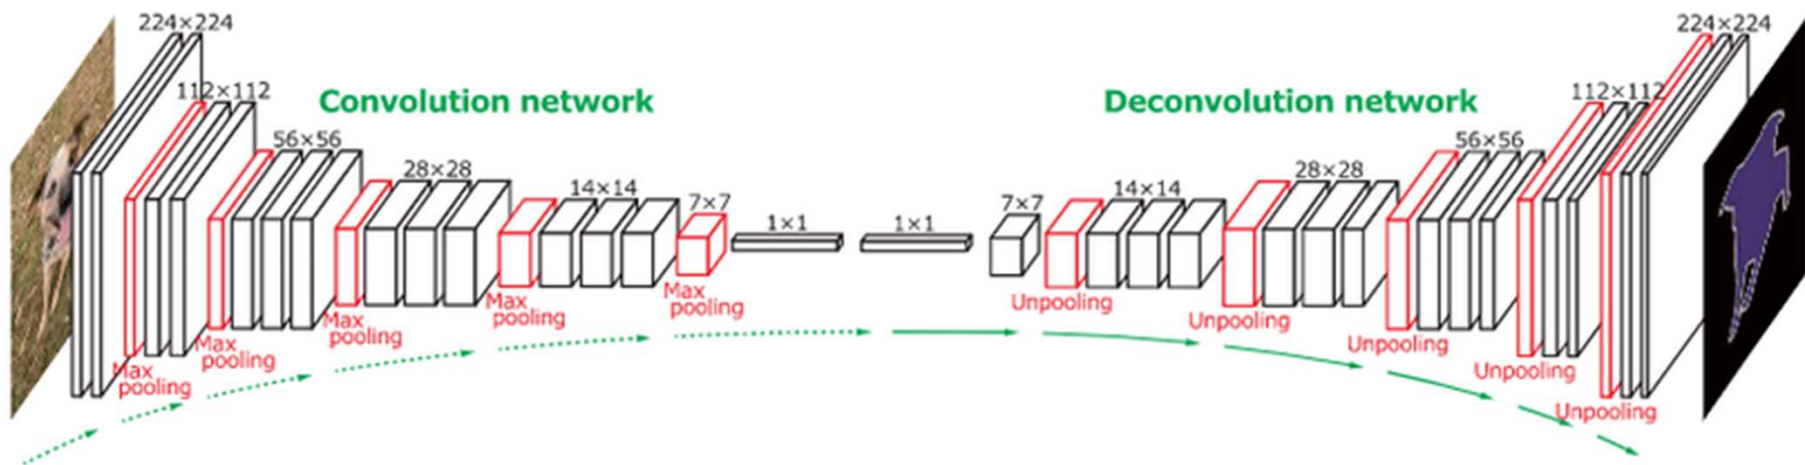 224×224
112×112
Convolution network
56×56
28×28
14×14
7×7
1×1
1×1
7×7
14×14
28×28
Deconvolution network
56×56
112×112
224×224
Max
pooling
Max
pooling
Max
pooling
Max
pooling
Max
pooling
Unpooling
Unpooling
Unpooling
Unpooling
Unpooling